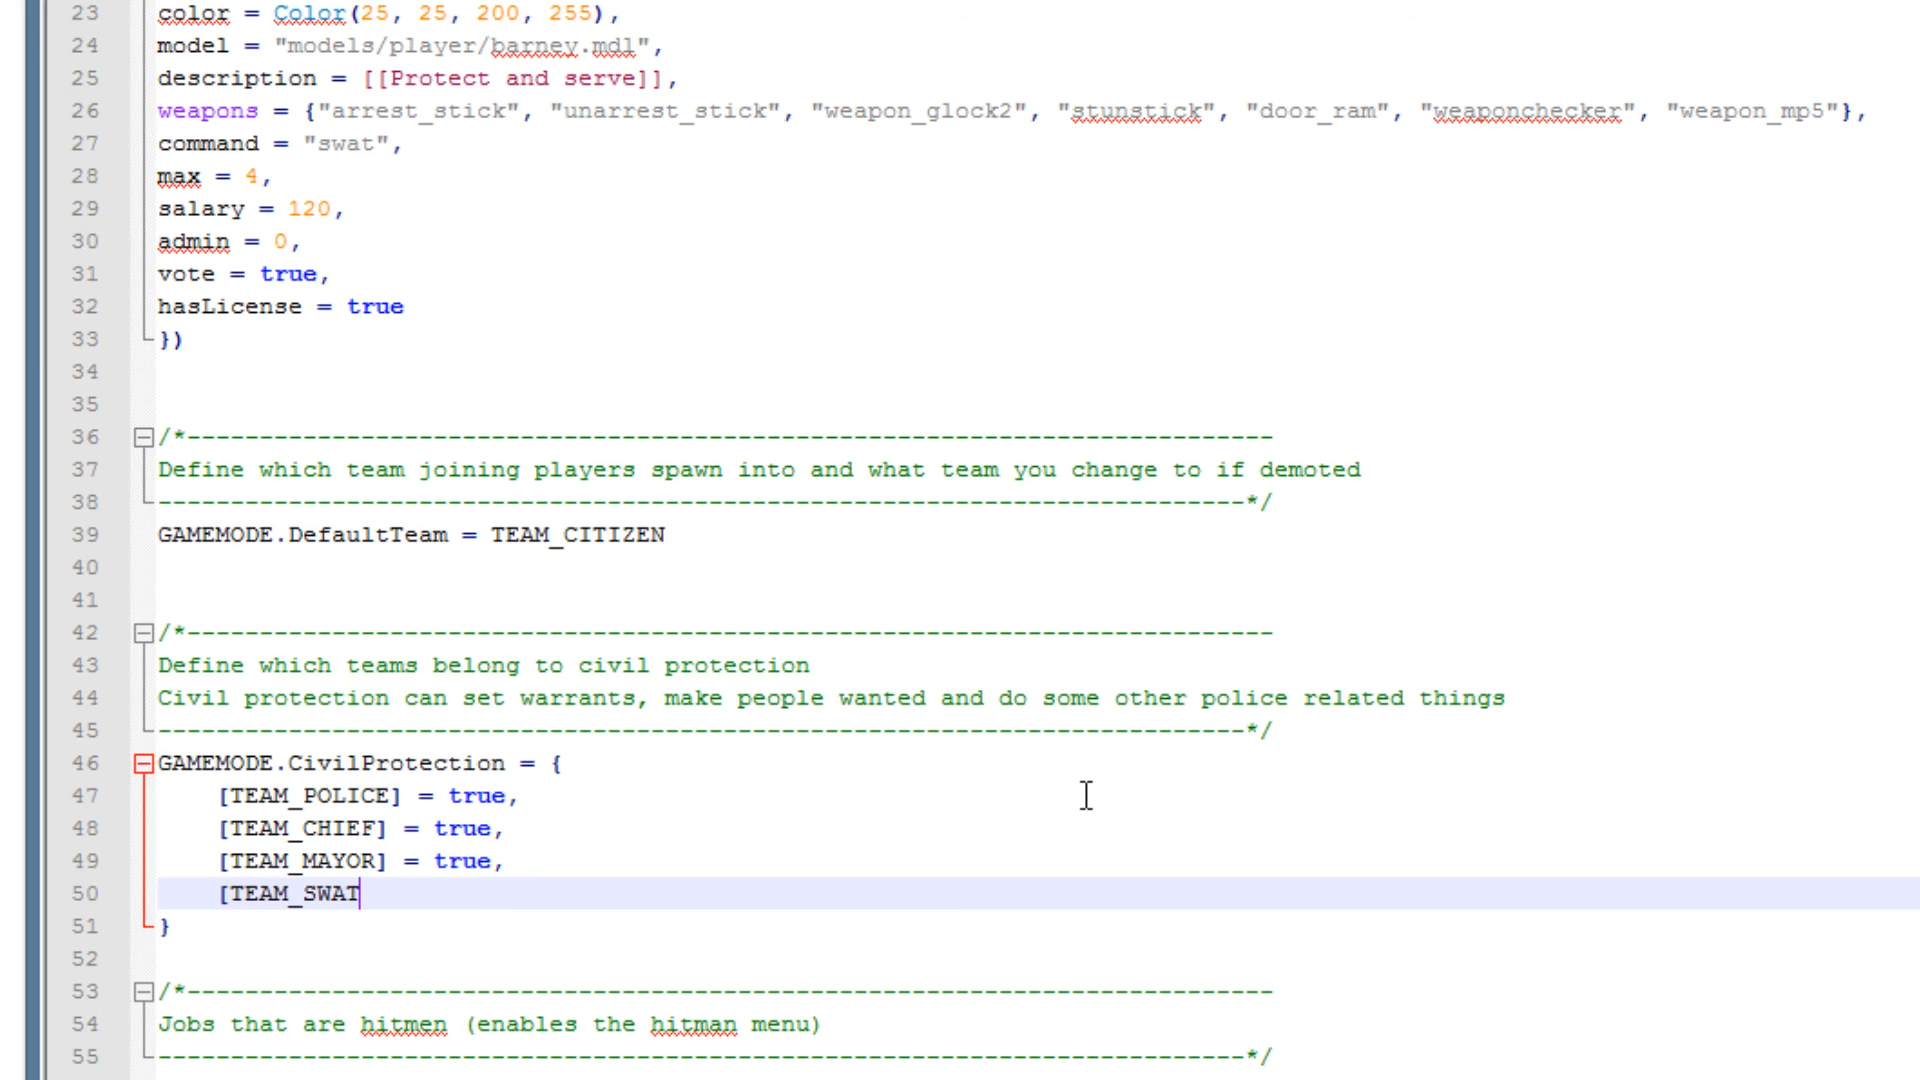 23 color = Color(25, 25, 200, 255),
24 model = "models/player/barney.mdl",
25 description = [[Protect and serve]],
26 weapons = {"arrest_stick", "unarrest_stick", "weapon_glock2", "stunstick", "door_ram", "weaponchecker", "weapon_mp5"},
27 command = "swat",
28 max = 4,
29 salary = 120,
30 admin = 0,
31 vote = true,
32 hasLicense = true
33 })
34
35
36 /*---------------------------------------------------------------------------
37 Define which team joining players spawn into and what team you change to if demoted
38 ---------------------------------------------------------------------------*/
39 GAMEMODE.DefaultTeam = TEAM_CITIZEN
40
41
42 /*---------------------------------------------------------------------------
43 Define which teams belong to civil protection
44 Civil protection can set warrants, make people wanted and do some other police related things
45 ---------------------------------------------------------------------------*/
46 GAMEMODE.CivilProtection = {
47     [TEAM_POLICE] = true,
48     [TEAM_CHIEF] = true,
49     [TEAM_MAYOR] = true,
50     [TEAM_SWAT
51 }
52
53 /*---------------------------------------------------------------------------
54 Jobs that are hitmen (enables the hitman menu)
55 ---------------------------------------------------------------------------*/